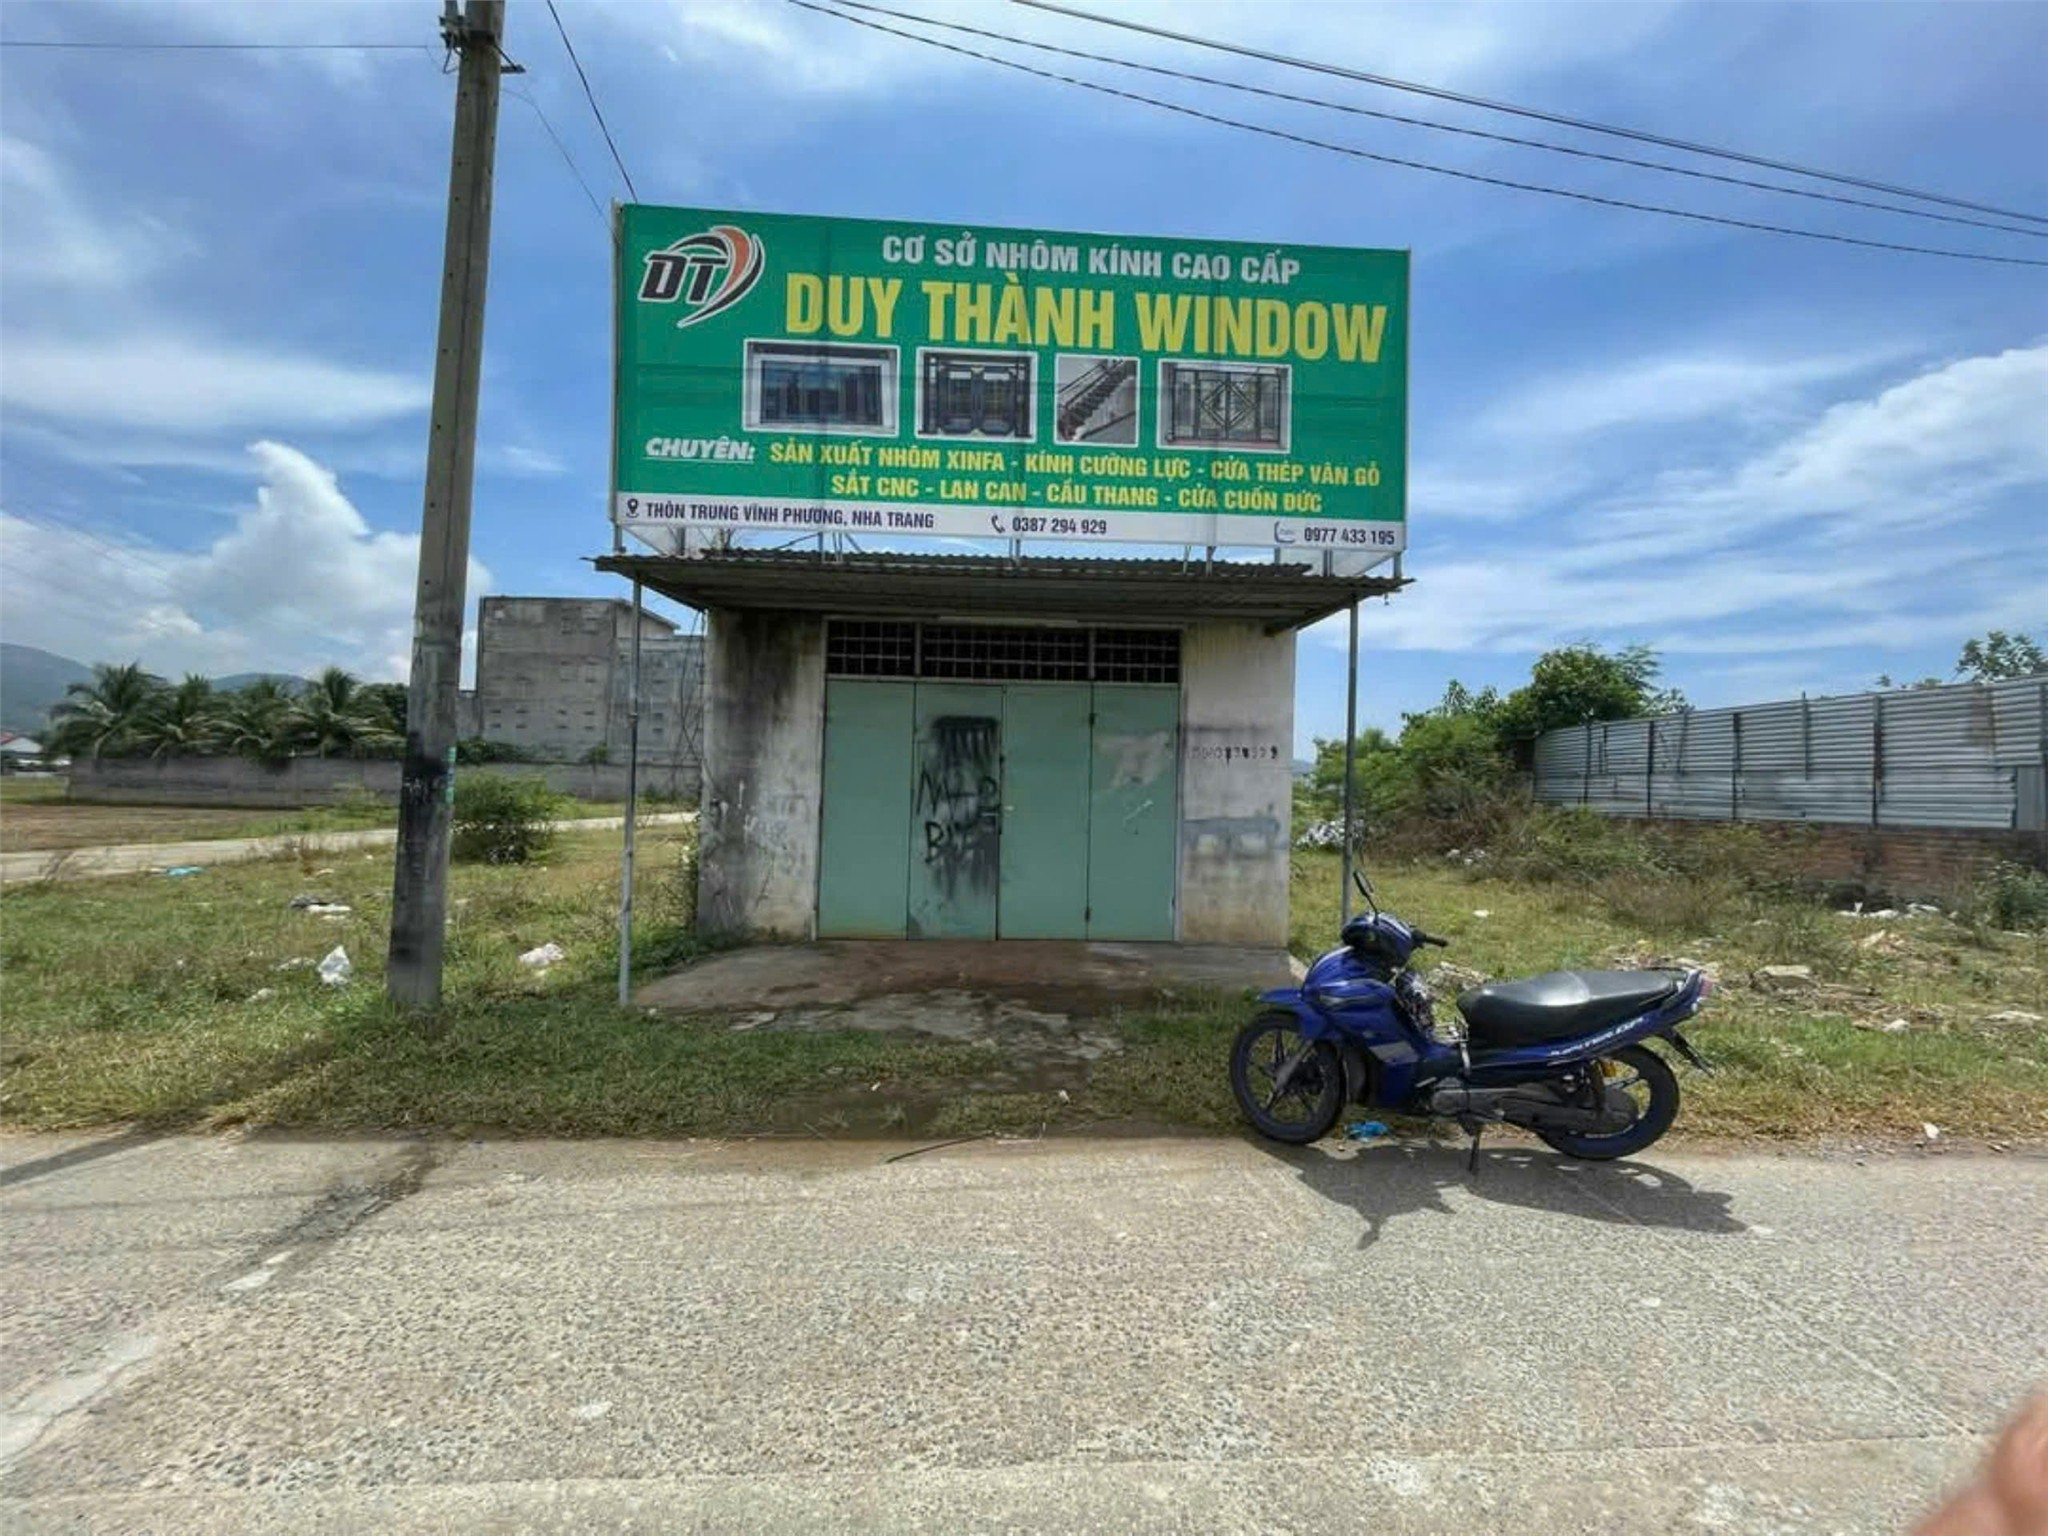 DT
CƠ SỞ NHÔM KÍNH CAO CẤP
DUY THÀNH WINDOW
CHUYÊN: SẢN XUẤT NHÔM XINFA - KÍNH CƯỜNG LỰC - CỬA THÉP VÂN GỖ
SẮT CNC - LAN CAN - CẦU THANG - CỬA CUỐN ĐỨC
THÔN TRUNG VĨNH PHƯƠNG, NHA TRANG 0387 294 929 0977 433 195